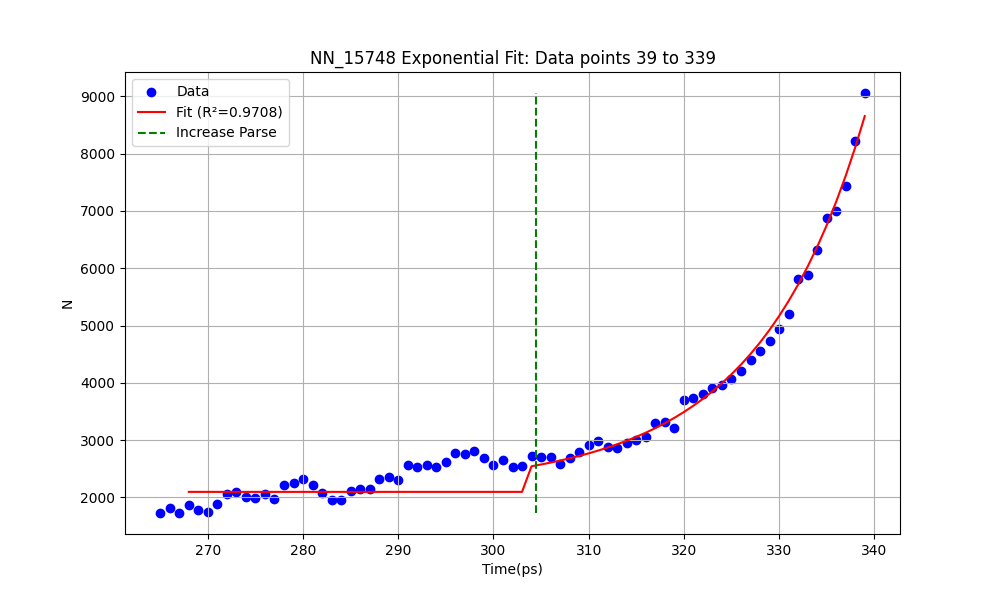 NN_15748 Exponential Fit: Data points 39 to 339
Data
Fit (R²=0.9708)
Increase Parse
9000
8000
7000
6000
5000
4000
3000
2000
N
270
280
290
300
310
320
330
340
Time(ps)